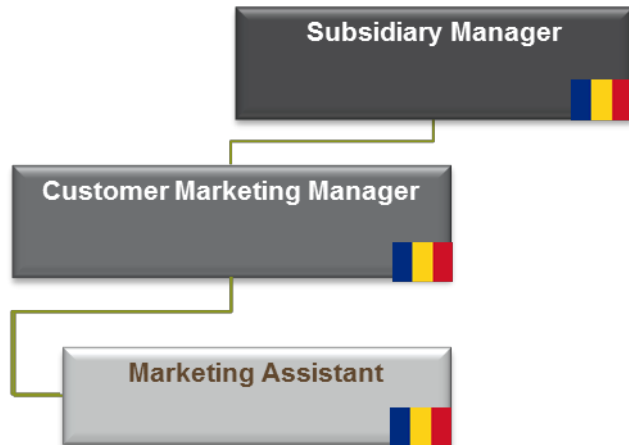 Subsidiary Manager
Customer Marketing Manager
Marketing Assistant